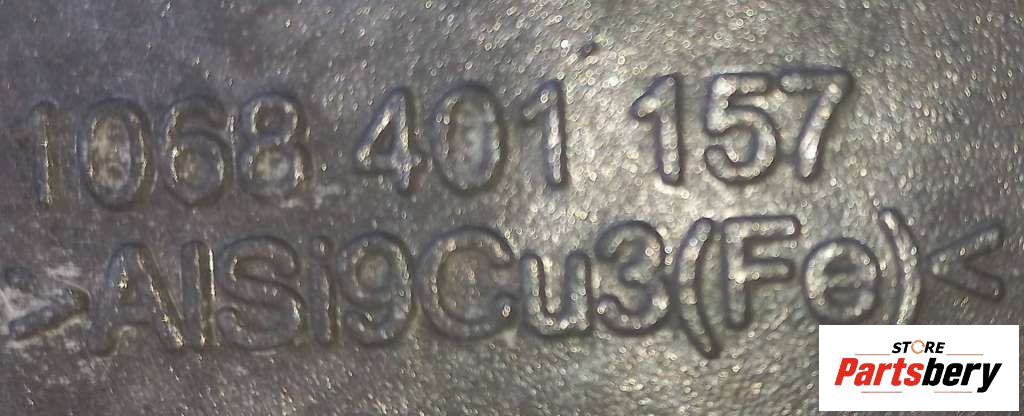 1068 401 157
>AlSi9Cu3(Fe)<
STORE
Partsbery